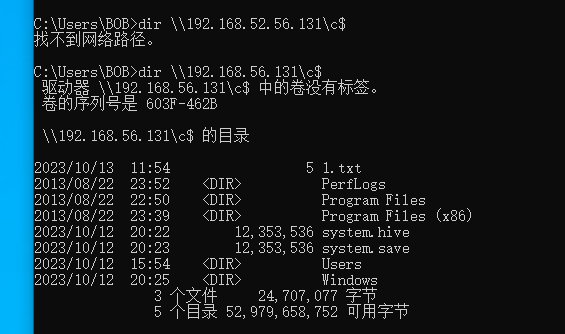 C:\Users\BOB>dir \\192.168.52.56.131\c$
找不到网络路径。
C:\Users\BOB>dir \\192.168.56.131\c$
驱动器 \\192.168.56.131\c$ 中的卷没有标签。
卷的序列号是 603F-462B
\\192.168.56.131\c$ 的目录
2023/10/13  11:54                 5 1.txt
2013/08/22  23:52    <DIR>          PerfLogs
2013/08/22  22:50    <DIR>          Program Files
2013/08/22  23:39    <DIR>          Program Files (x86)
2023/10/12  20:22        12,353,536 system.hive
2023/10/12  20:23        12,353,536 system.save
2023/10/12  15:54    <DIR>          Users
2023/10/12  20:25    <DIR>          Windows
3 个文件     24,707,077 字节
5 个目录 52,979,658,752 可用字节